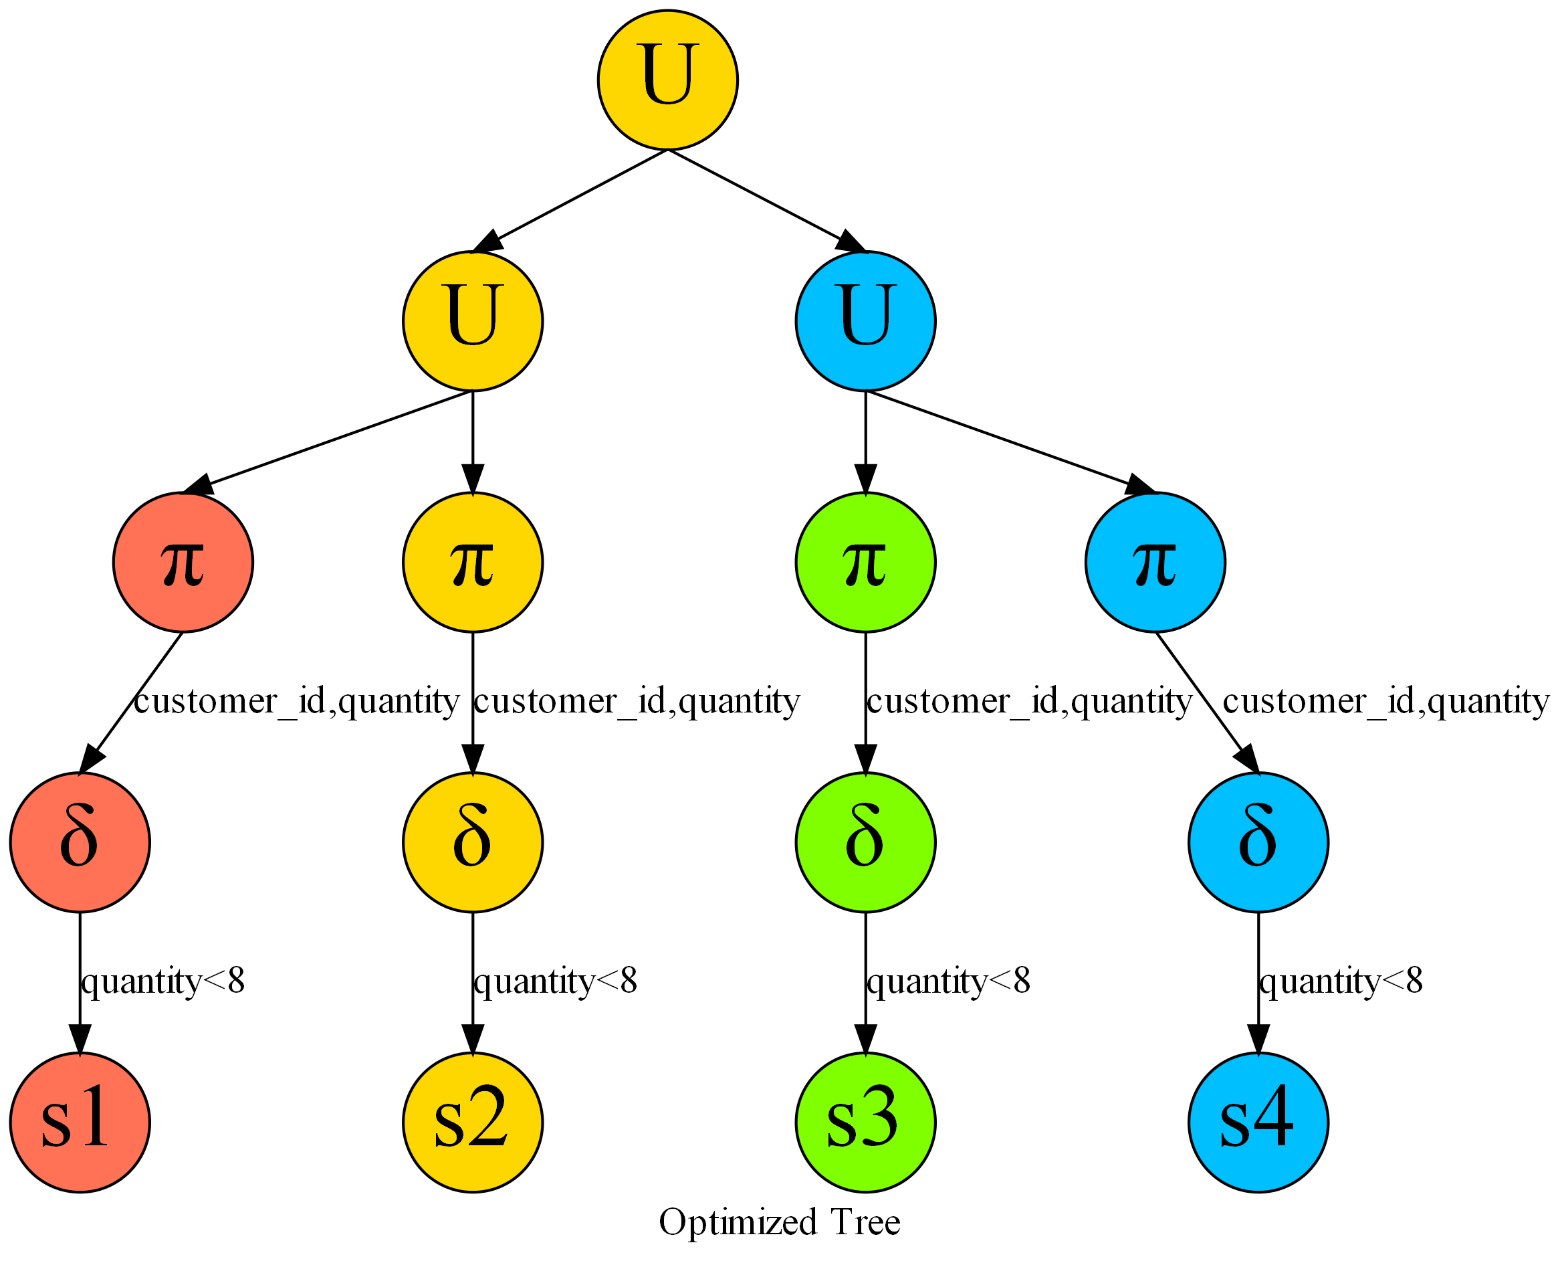 U
U U
π π π π
customer_id,quantity customer_id,quantity customer_id,quantity customer_id,quantity
δ δ δ δ
quantity<8 quantity<8 quantity<8 quantity<8
s1 s2 s3 s4
Optimized Tree